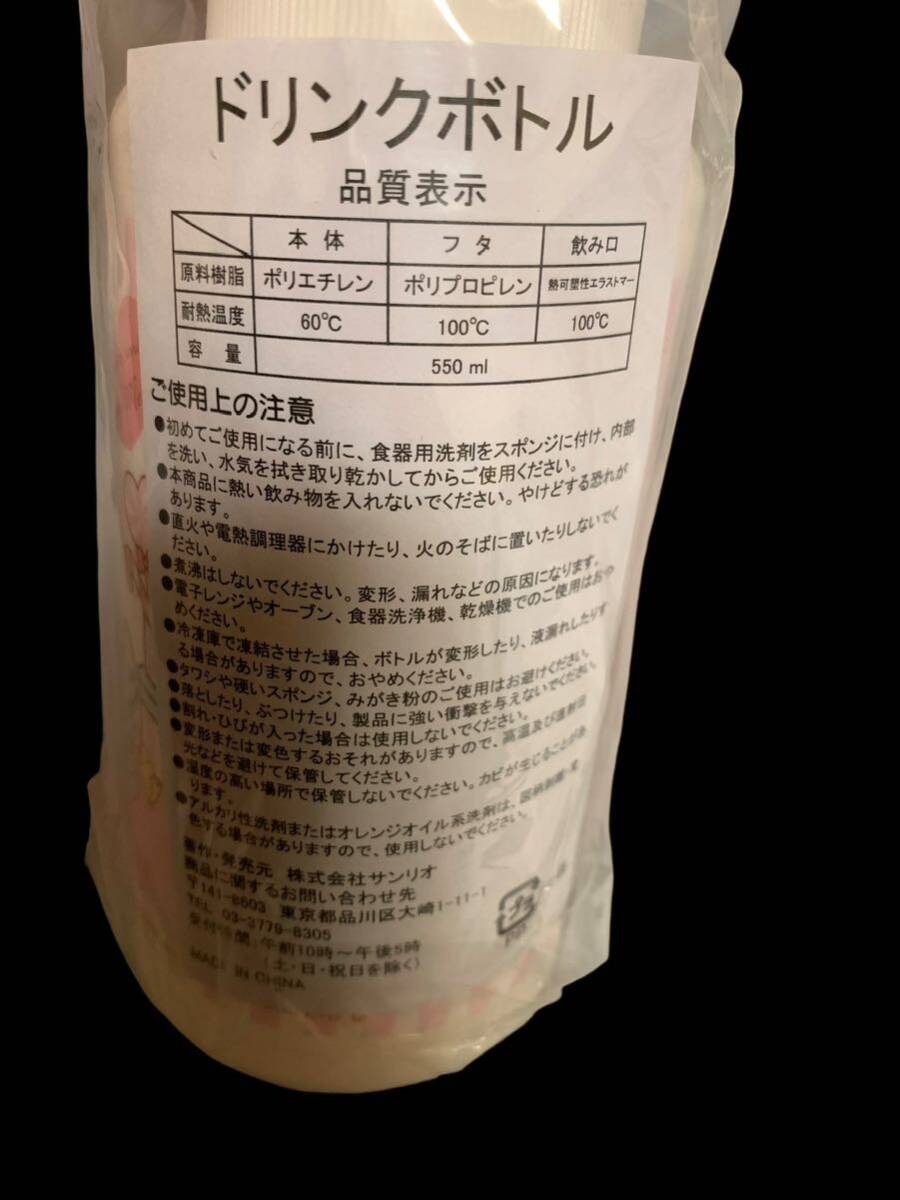 ドリンクボトル
品質表示
本体 フタ 飲み口
原料樹脂 ポリエチレン ポリプロピレン 熱可塑性エラストマー
耐熱温度 60℃ 100℃ 100℃
容量 550 ml
ご使用上の注意
●初めてご使用になる前に、食器用洗剤をスポンジに付け、内部
を洗い、水気を拭き取り乾かしてからご使用ください。
●本商品に熱い飲み物を入れないでください。やけどする恐れが
あります。
●直火や電熱調理器にかけたり、火のそばに置いたりしないでく
ださい。
●煮沸はしないでください。変形、漏れなどの原因になります。
●電子レンジやオーブン、食器洗浄機、乾燥機でのご使用はおや
めください。
●冷凍庫で凍結させた場合、ボトルが変形したり、液漏れしたりす
る場合がありますので、おやめください。
●タワシや硬いスポンジ、みがき粉のご使用はお避けください。
●落としたり、ぶつけたり、製品に強い衝撃を与えないでください。
●割れ・ひびが入った場合は使用しないでください。
●変形または変色するおそれがありますので、高温及び直射日
光などを避けて保管してください。
●湿度の高い場所で保管しないでください。カビが生じることがあ
ります。
●アルカリ性洗剤またはオレンジオイル系洗剤は、
色する場合がありますので、使用しないでください。
著作・発売元 株式会社サンリオ
商品に関するお問い合わせ先
〒141-8603 東京都品川区大崎1-11-1
TEL 03-3779-8305
受付時間:午前10時～午後5時
(土・日・祝日を除く)
MADE IN CHINA
プラ